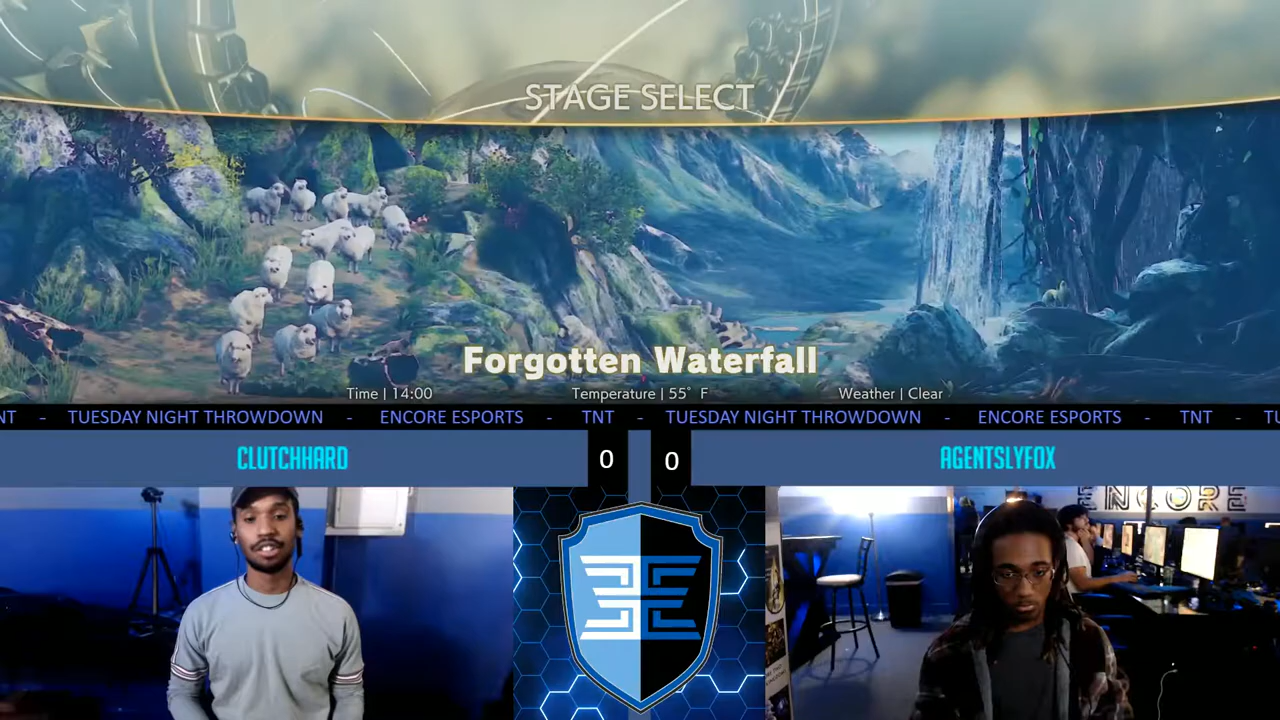 STAGE SELECT
Forgotten Waterfall
Time | 14:00
Temperature | 55° F
Weather | Clear
NT - TUESDAY NIGHT THROWDOWN - ENCORE ESPORTS - TNT - TUESDAY NIGHT THROWDOWN - ENCORE ESPORTS - TNT - TU
CLUTCHHARD
0
0
AGENTSLYFOX
ENCORE